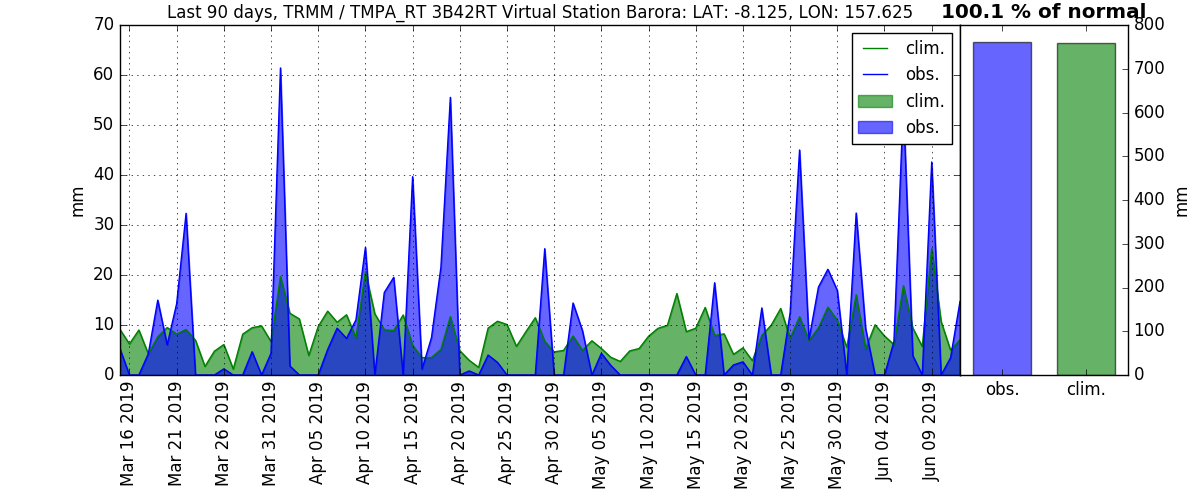 Last 90 days, TRMM / TMPA_RT 3B42RT Virtual Station Barora: LAT: -8.125, LON: 157.625
100.1 % of normal
70
60
50
40
30
20
10
0
mm
clim.
obs.
clim.
obs.
800
700
600
500
400
300
200
100
0
mm
obs.
clim.
Mar 16 2019
Mar 21 2019
Mar 26 2019
Mar 31 2019
Apr 05 2019
Apr 10 2019
Apr 15 2019
Apr 20 2019
Apr 25 2019
Apr 30 2019
May 05 2019
May 10 2019
May 15 2019
May 20 2019
May 25 2019
May 30 2019
Jun 04 2019
Jun 09 2019